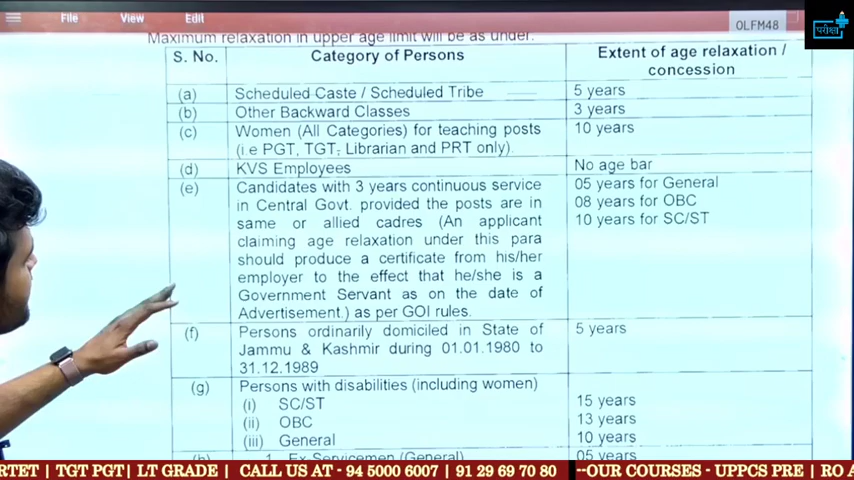 File View Edit
OLFM48
परीक्षा
Maximum relaxation in upper age limit will be as under:
S. No. Category of Persons Extent of age relaxation /
concession
(a) Scheduled Caste / Scheduled Tribe 5 years
(b) Other Backward Classes 3 years
(c) Women (All Categories) for teaching posts 10 years
(i.e PGT, TGT, Librarian and PRT only).
(d) KVS Employees No age bar
(e) Candidates with 3 years continuous service 05 years for General
in Central Govt. provided the posts are in 08 years for OBC
same or allied cadres (An applicant 10 years for SC/ST
claiming age relaxation under this para
should produce a certificate from his/her
employer to the effect that he/she is a
Government Servant as on the date of
Advertisement.) as per GOI rules.
(f) Persons ordinarily domiciled in State of 5 years
Jammu & Kashmir during 01.01.1980 to
31.12.1989
(g) Persons with disabilities (including women)
(i) SC/ST 15 years
(ii) OBC 13 years
(iii) General 10 years
(h) 1. Ex-Servicemen (General) 05 years
RTET | TGT PGT| LT GRADE | CALL US AT - 94 5000 6007 | 91 29 69 70 80 --OUR COURSES - UPPCS PRE | RO A